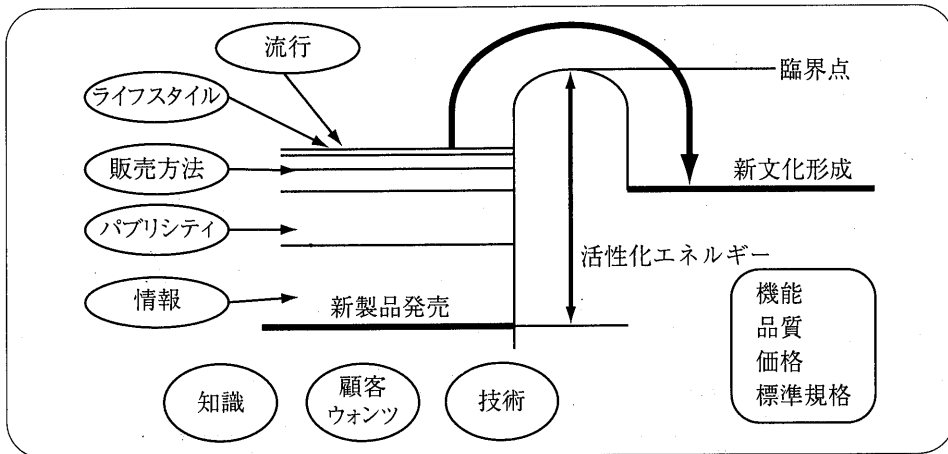 流行
臨界点
ライフスタイル
販売方法
新文化形成
パブリシティ
活性化エネルギー
情報
新製品発売
機能
品質
価格
標準規格
知識
顧客
ウォンツ
技術